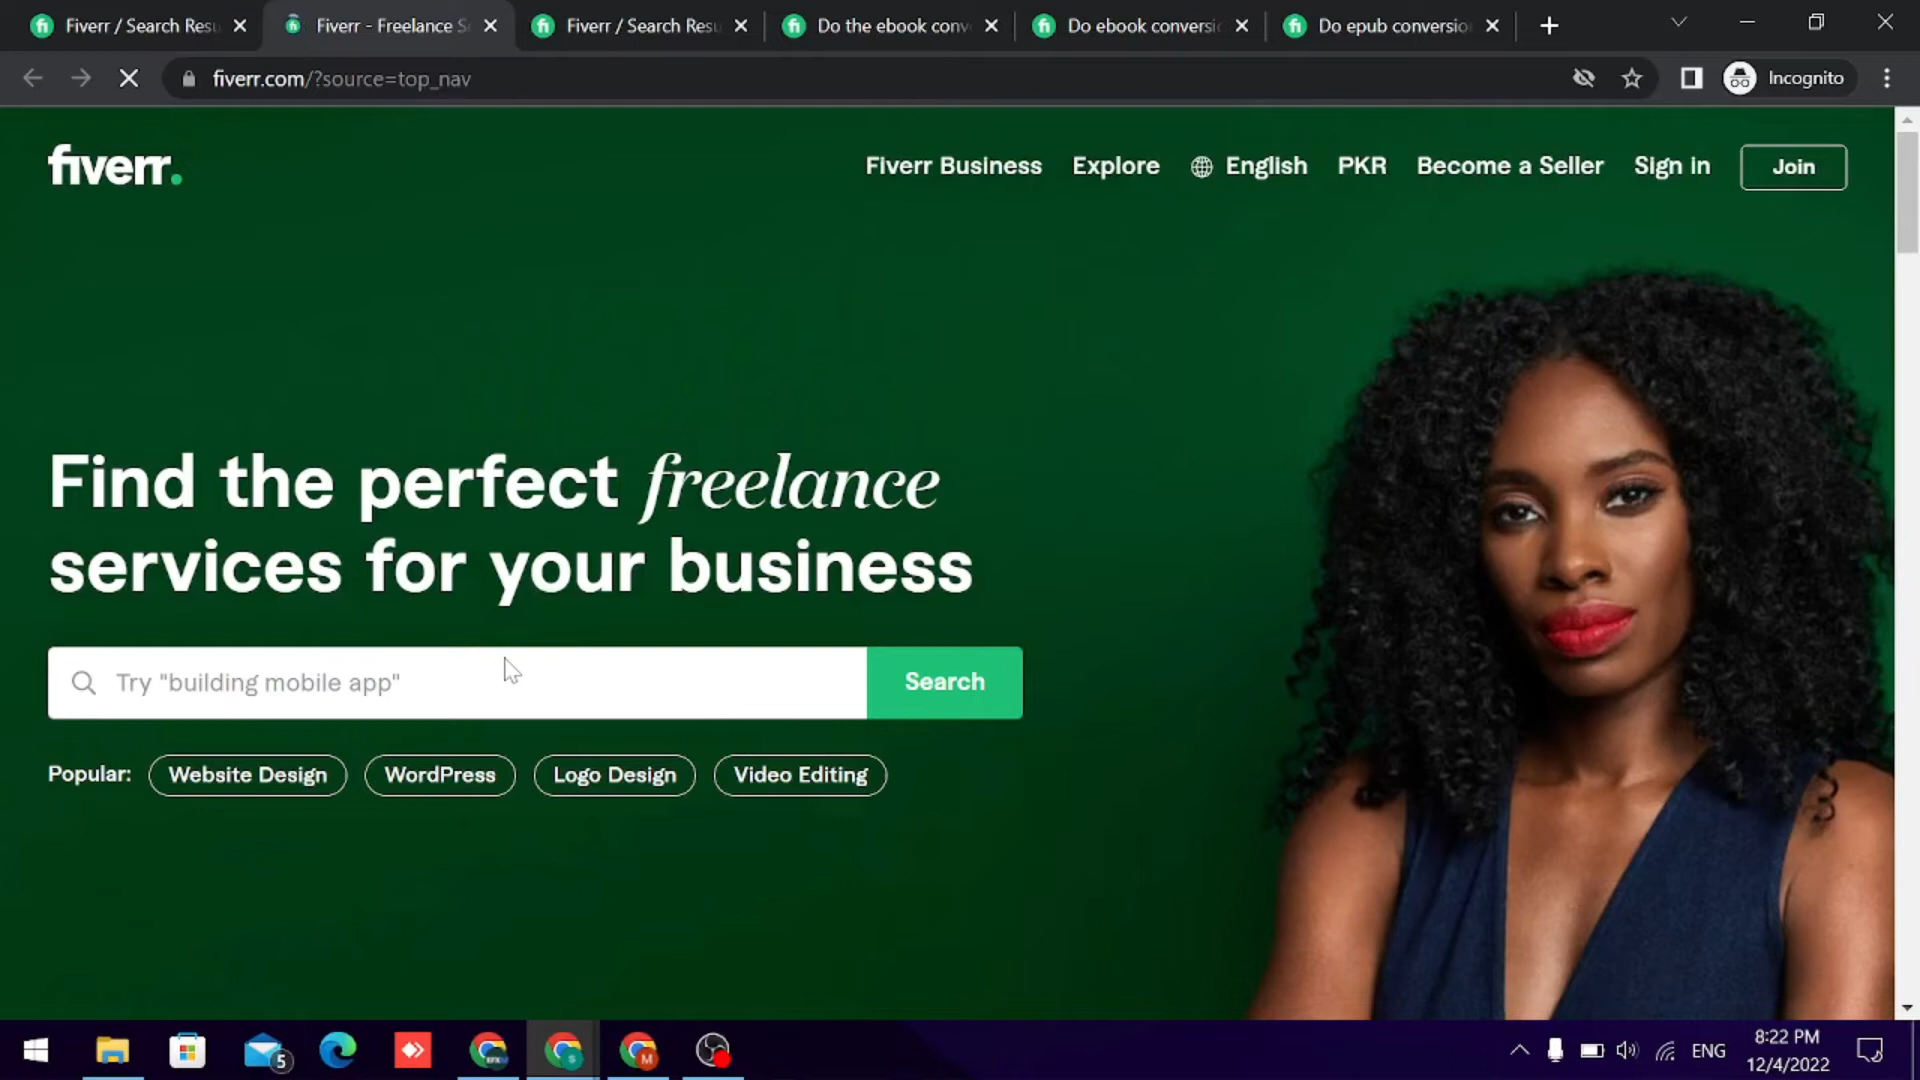 Fiverr / Search Resu
Fiverr - Freelance S
Fiverr / Search Resu
Do the ebook conv
Do ebook conversi
Do epub conversio
fiverr.com/?source=top_nav
Incognito
fiverr.
Fiverr Business
Explore
English
PKR
Become a Seller
Sign in
Join
Find the perfect freelance
services for your business
Try "building mobile app"
Search
Popular:
Website Design
WordPress
Logo Design
Video Editing
5
S
M
ENG
8:22 PM
12/4/2022